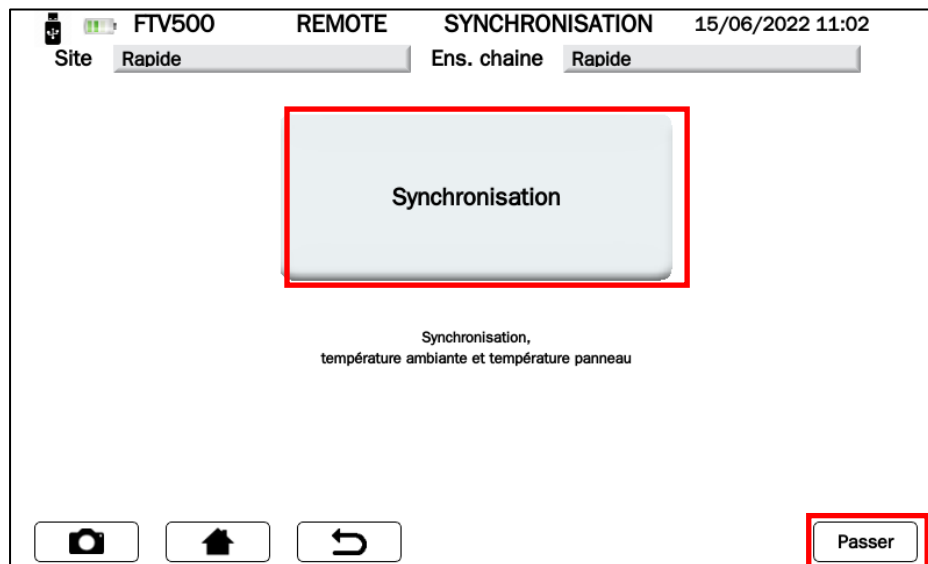 FTV500 REMOTE SYNCHRONISATION 15/06/2022 11:02
Site Rapide Ens. chaine Rapide
Synchronisation
Synchronisation,
température ambiante et température panneau
Passer